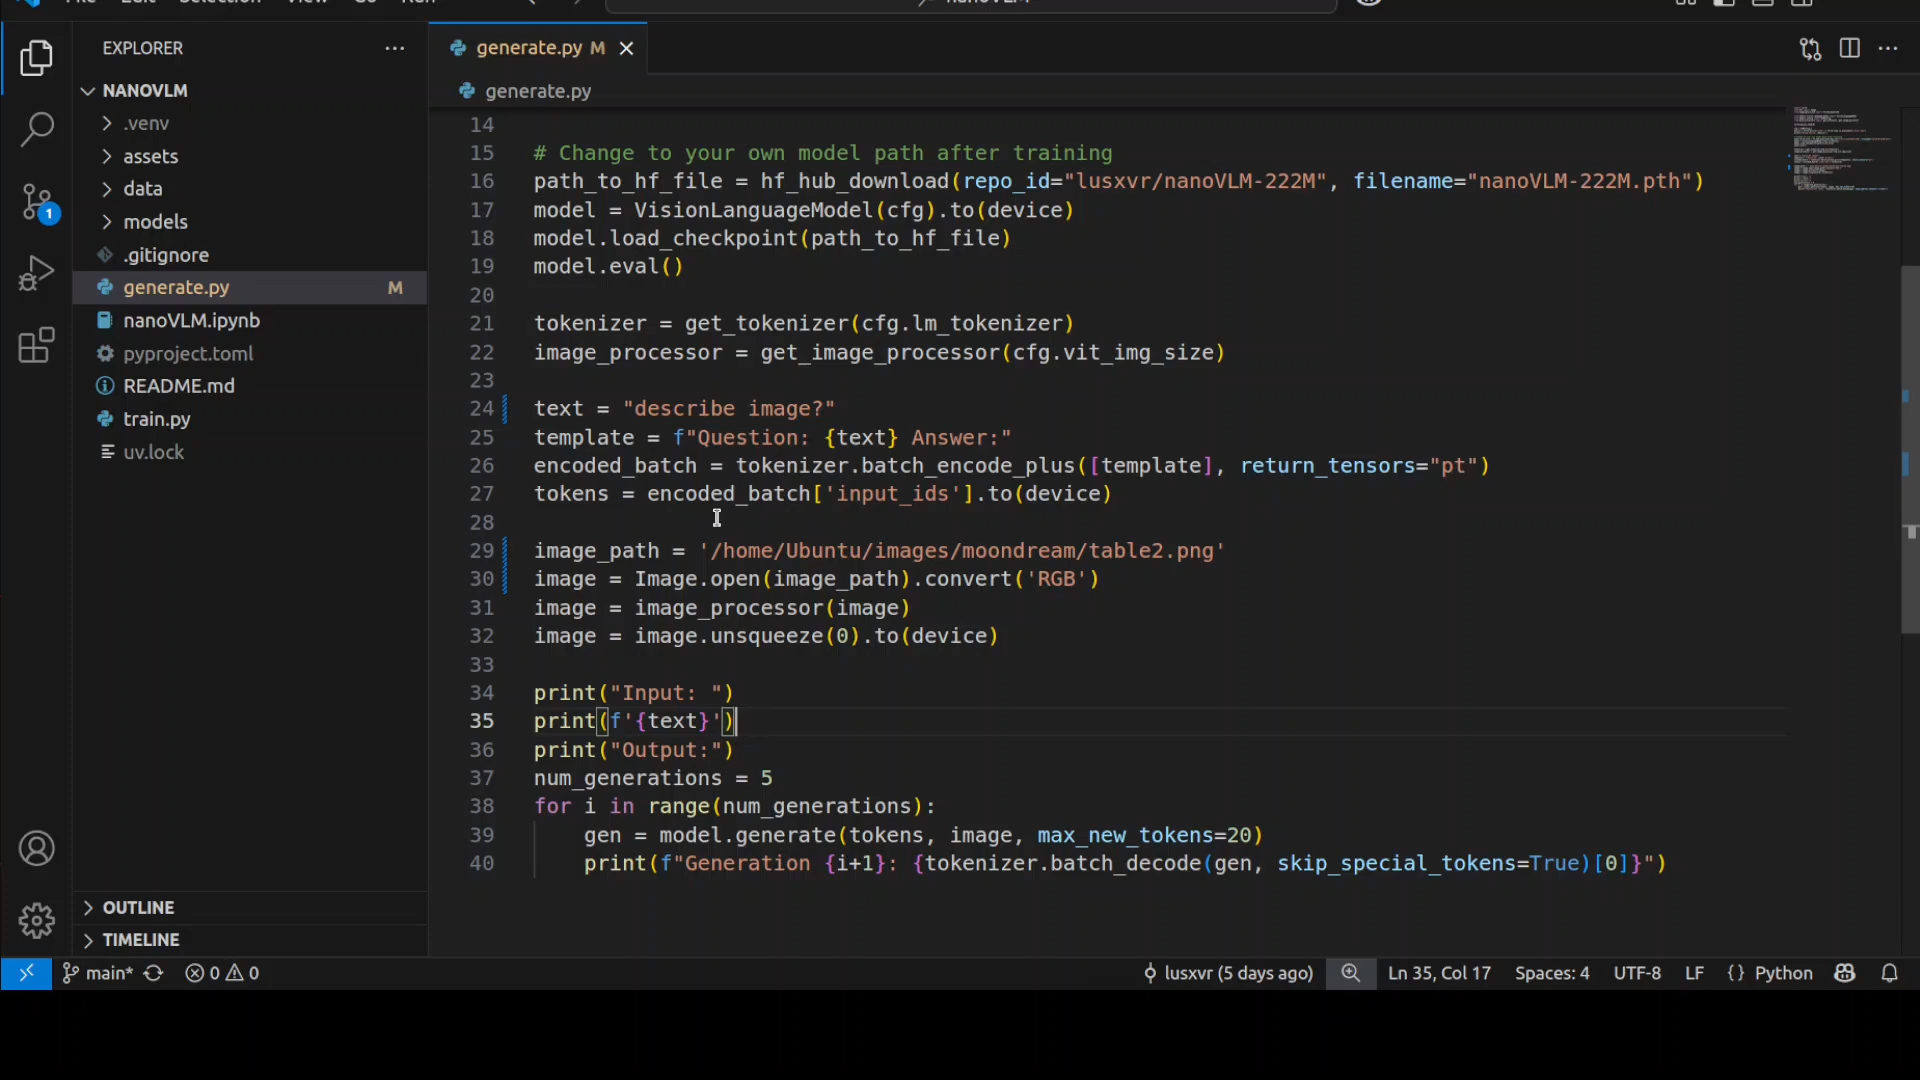 File Edit Selection View Go Run nanoVLM
EXPLORER
NANOVLM
.venv
assets
data
models
.gitignore
generate.py M
nanoVLM.ipynb
pyproject.toml
README.md
train.py
uv.lock
OUTLINE
TIMELINE
1
generate.py M
generate.py
14
15 # Change to your own model path after training
16 path_to_hf_file = hf_hub_download(repo_id="lusxvr/nanoVLM-222M", filename="nanoVLM-222M.pth")
17 model = VisionLanguageModel(cfg).to(device)
18 model.load_checkpoint(path_to_hf_file)
19 model.eval()
20
21 tokenizer = get_tokenizer(cfg.lm_tokenizer)
22 image_processor = get_image_processor(cfg.vit_img_size)
23
24 text = "describe image?"
25 template = f"Question: {text} Answer:"
26 encoded_batch = tokenizer.batch_encode_plus([template], return_tensors="pt")
27 tokens = encoded_batch['input_ids'].to(device)
28
29 image_path = '/home/Ubuntu/images/moondream/table2.png'
30 image = Image.open(image_path).convert('RGB')
31 image = image_processor(image)
32 image = image.unsqueeze(0).to(device)
33
34 print("Input: ")
35 print(f'{text}')
36 print("Output:")
37 num_generations = 5
38 for i in range(num_generations):
39     gen = model.generate(tokens, image, max_new_tokens=20)
40     print(f"Generation {i+1}: {tokenizer.batch_decode(gen, skip_special_tokens=True)[0]}")
main* 0 0 lusxvr (5 days ago) Ln 35, Col 17 Spaces: 4 UTF-8 LF {} Python